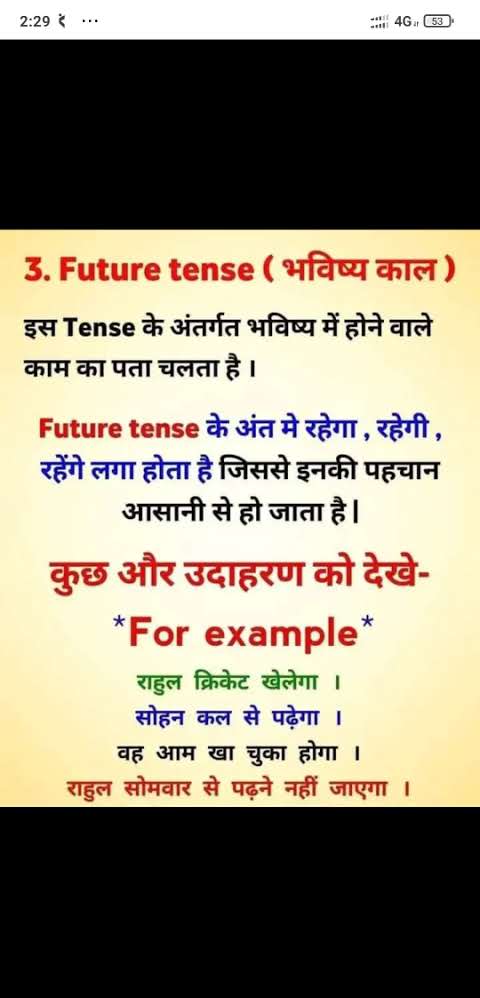 2:29
4G 53
3. Future tense ( भविष्य काल )
इस Tense के अंतर्गत भविष्य में होने वाले
काम का पता चलता है ।
Future tense के अंत मे रहेगा , रहेगी ,
रहेंगे लगा होता है जिससे इनकी पहचान
आसानी से हो जाता है|
कुछ और उदाहरण को देखे-
*For example*
राहुल क्रिकेट खेलेगा ।
सोहन कल से पढ़ेगा ।
वह आम खा चुका होगा ।
राहुल सोमवार से पढ़ने नहीं जाएगा ।